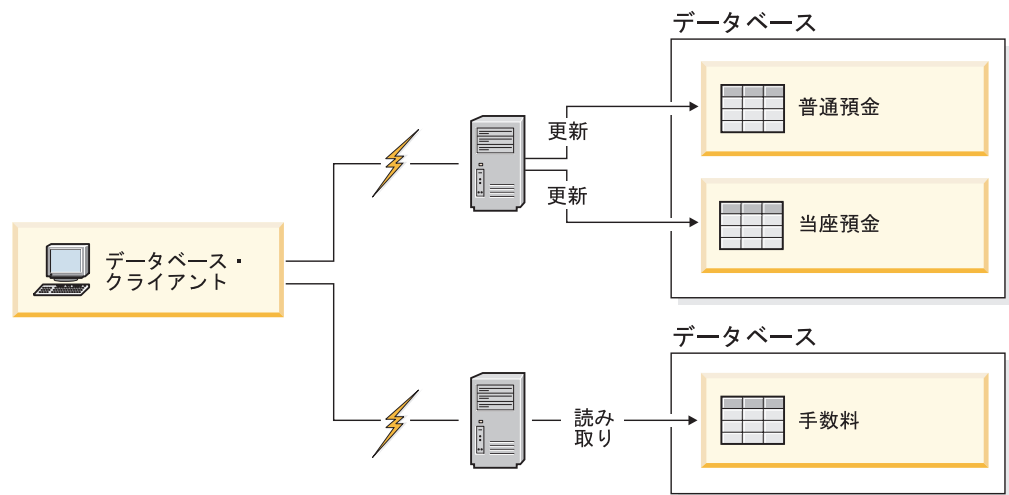 データベース
普通預金
更新
更新
当座預金
データベース・
クライアント
データベース
手数料
読み
取り